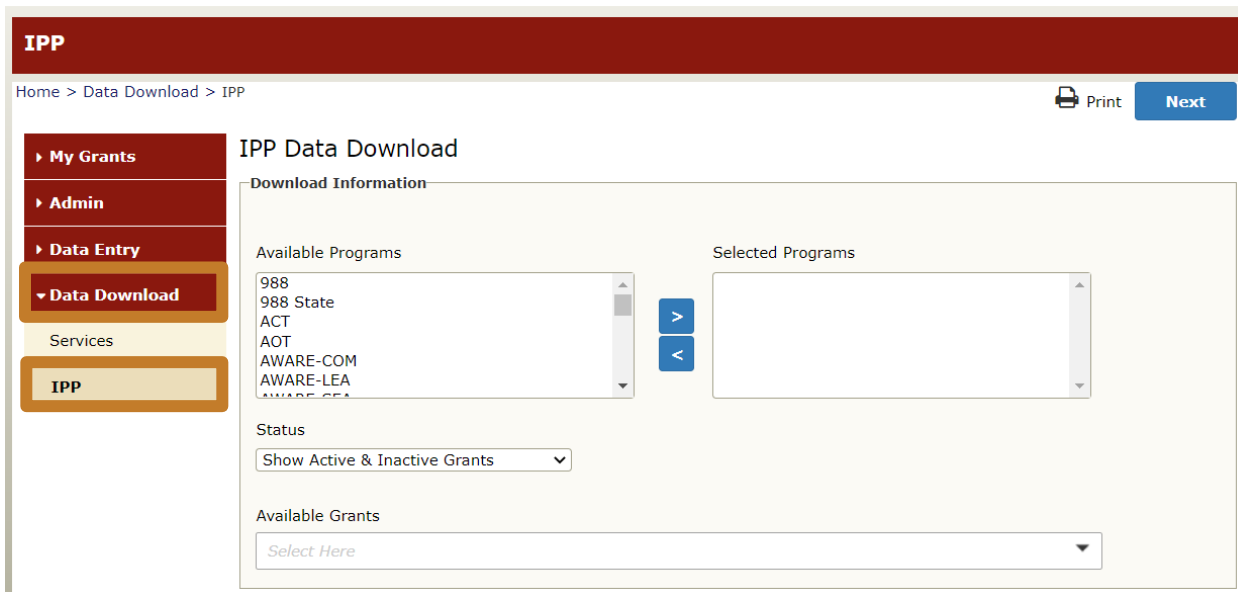 IPP
Home > Data Download > IPP
Print
Next
My Grants
Admin
Data Entry
Data Download
Services
IPP
IPP Data Download
Download Information
Available Programs
988
988 State
ACT
AOT
AWARE-COM
AWARE-LEA
AWARE-SEA
>
<
Selected Programs
Status
Show Active & Inactive Grants
Available Grants
Select Here